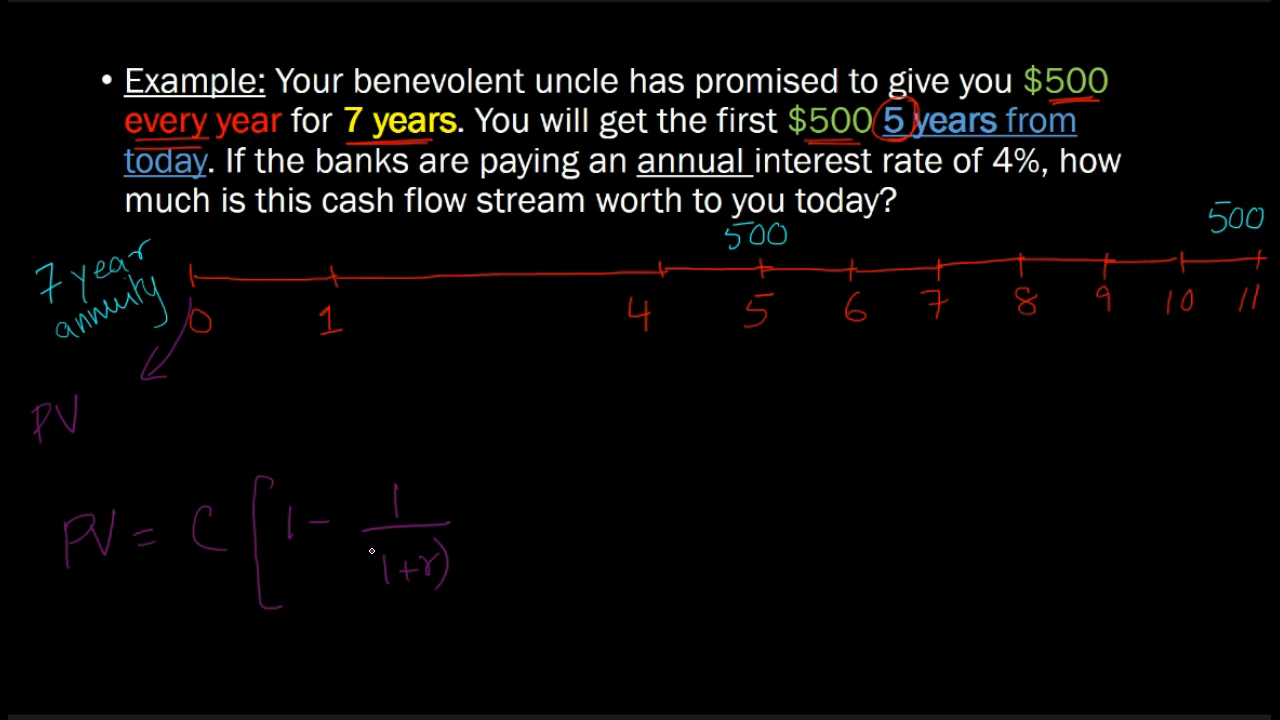 • Example: Your benevolent uncle has promised to give you $500
every year for 7 years. You will get the first $500 5 years from
today. If the banks are paying an annual interest rate of 4%, how
much is this cash flow stream worth to you today?
500 500
7 year
annuity
0 1 4 5 6 7 8 9 10 11
PV
PV = C [ 1 - 1
1+r)